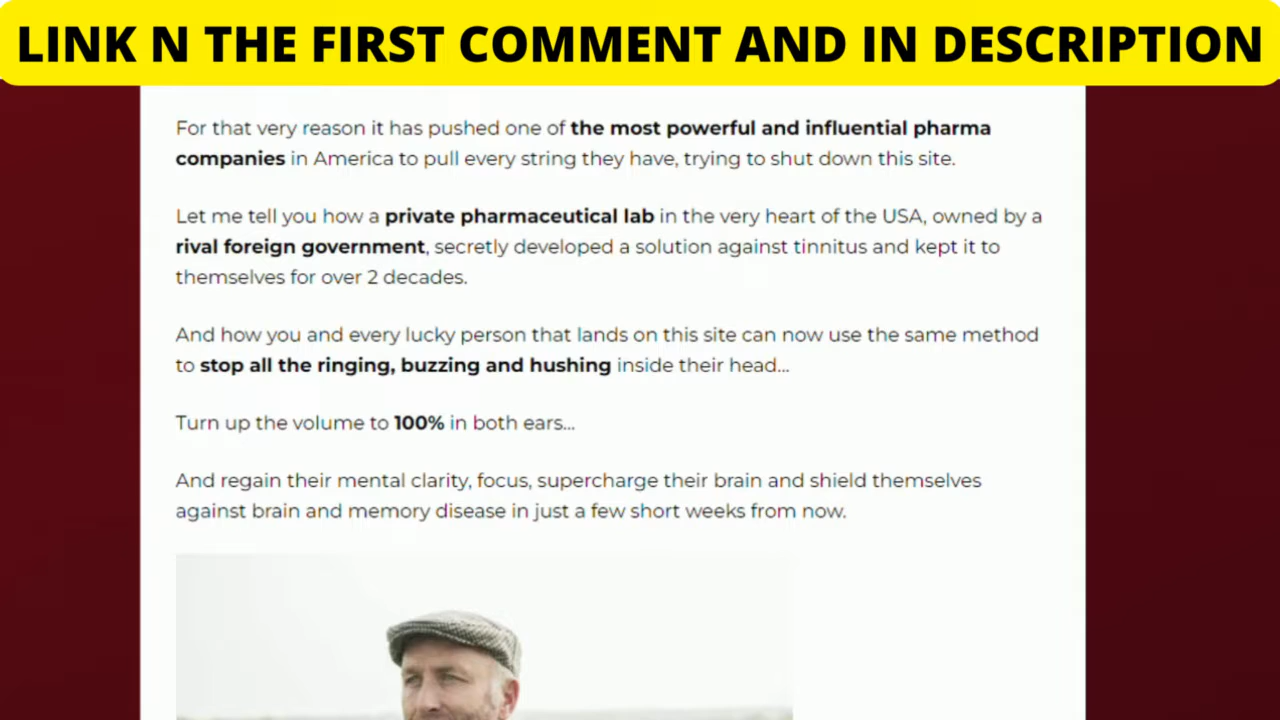 LINK N THE FIRST COMMENT AND IN DESCRIPTION
For that very reason it has pushed one of the most powerful and influential pharma
companies in America to pull every string they have, trying to shut down this site.
Let me tell you how a private pharmaceutical lab in the very heart of the USA, owned by a
rival foreign government, secretly developed a solution against tinnitus and kept it to
themselves for over 2 decades.
And how you and every lucky person that lands on this site can now use the same method
to stop all the ringing, buzzing and hushing inside their head...
Turn up the volume to 100% in both ears...
And regain their mental clarity, focus, supercharge their brain and shield themselves
against brain and memory disease in just a few short weeks from now.